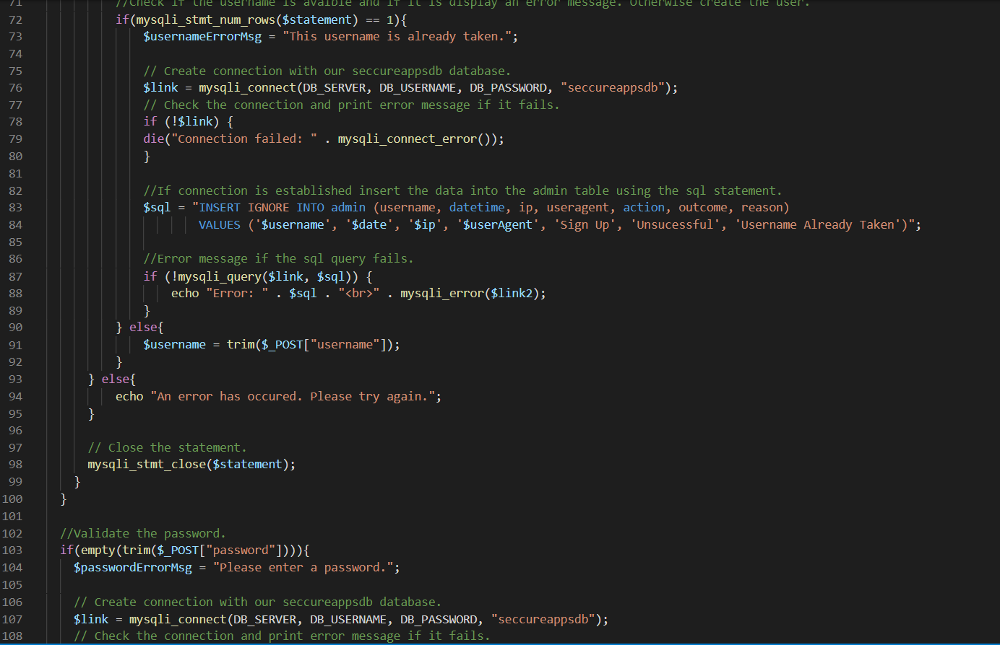 71 //Check if the username is avaible and if it is display an error message. Otherwise create the user.
72 if(mysqli_stmt_num_rows($statement) == 1){
73 $usernameErrorMsg = "This username is already taken.";
74
75 // Create connection with our seccureappsdb database.
76 $link = mysqli_connect(DB_SERVER, DB_USERNAME, DB_PASSWORD, "seccureappsdb");
77 // Check the connection and print error message if it fails.
78 if (!$link) {
79 die("Connection failed: " . mysqli_connect_error());
80 }
81
82 //If connection is established insert the data into the admin table using the sql statement.
83 $sql = "INSERT IGNORE INTO admin (username, datetime, ip, useragent, action, outcome, reason)
84 VALUES ('$username', '$date', '$ip', '$userAgent', 'Sign Up', 'Unsucessful', 'Username Already Taken')";
85
86 //Error message if the sql query fails.
87 if (!mysqli_query($link, $sql)) {
88 echo "Error: " . $sql . "<br>" . mysqli_error($link2);
89 }
90 } else{
91 $username = trim($_POST["username"]);
92 }
93 } else{
94 echo "An error has occured. Please try again.";
95 }
96
97 // Close the statement.
98 mysqli_stmt_close($statement);
99 }
100 }
101
102 //Validate the password.
103 if(empty(trim($_POST["password"]))){
104 $passwordErrorMsg = "Please enter a password.";
105
106 // Create connection with our seccureappsdb database.
107 $link = mysqli_connect(DB_SERVER, DB_USERNAME, DB_PASSWORD, "seccureappsdb");
108 // Check the connection and print error message if it fails.